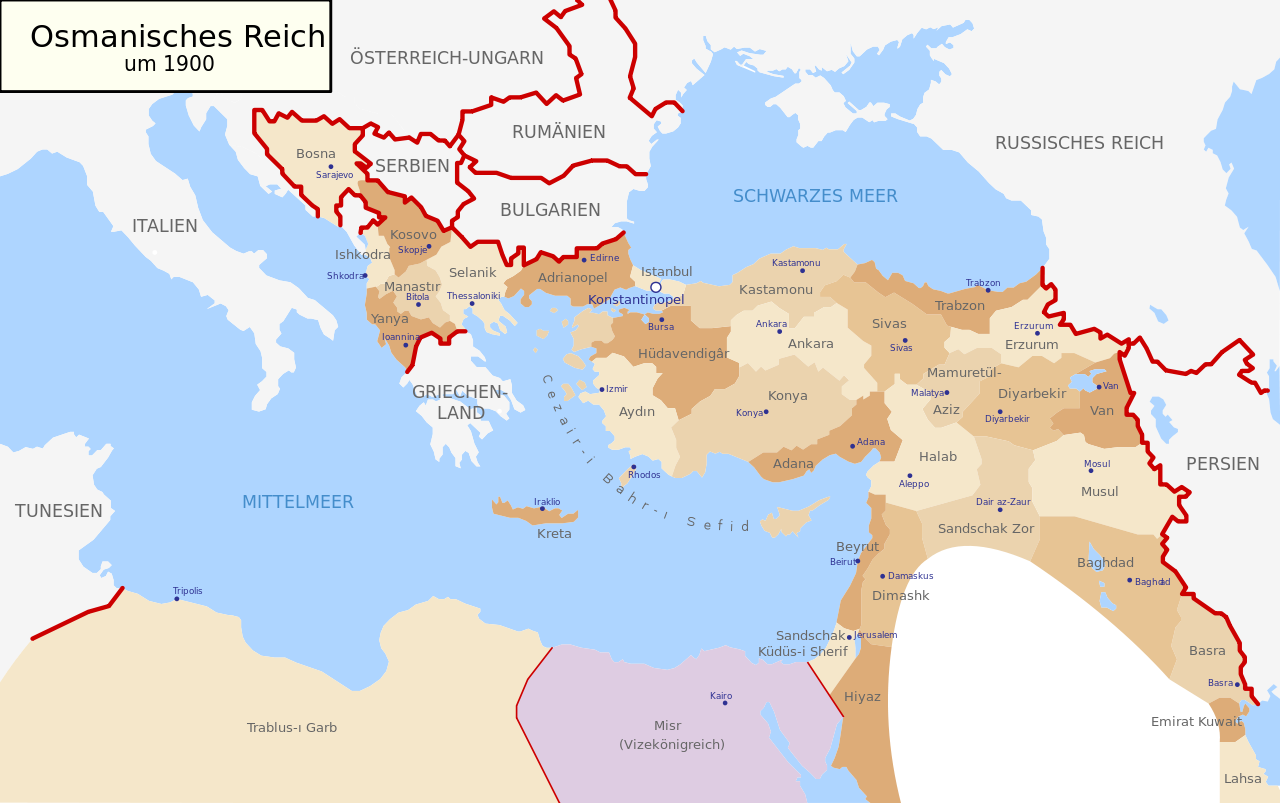 Osmanisches Reich
um 1900
ÖSTERREICH-UNGARN
RUMÄNIEN
RUSSISCHES REICH
Bosna
Sarajevo
SERBIEN
SCHWARZES MEER
BULGARIEN
ITALIEN
Kosovo
Skopje
Ishkodra
Shkodra
Selanik
Edirne
Adrianopel
Istanbul
Konstantinopel
Kastamonu
Kastamonu
Trabzon
Trabzon
Manastır
Bitola
Thessaloniki
Yanya
Ioannina
Bursa
Hüdavendigâr
Ankara
Ankara
Sivas
Sivas
Erzurum
Erzurum
GRIECHEN-
LAND
Izmir
Aydın
Konya
Konya
Mamuretül-
Aziz
Malatya
Diyarbekir
Diyarbekir
Van
Van
Cezair-i Bahr-ı Sefid
Rhodos
Adana
Adana
Halab
Aleppo
Mosul
Musul
PERSIEN
TUNESIEN
MITTELMEER
Iraklio
Kreta
Dair az-Zaur
Sandschak Zor
Beyrut
Beirut
Damaskus
Dimashk
Baghdad
Baghdad
Tripolis
Sandschak
Küdüs-i Sherif
Jerusalem
Basra
Basra
Kairo
Hiyaz
Trablus-ı Garb
Misr
(Vizekönigreich)
Emirat Kuwait
Lahsa